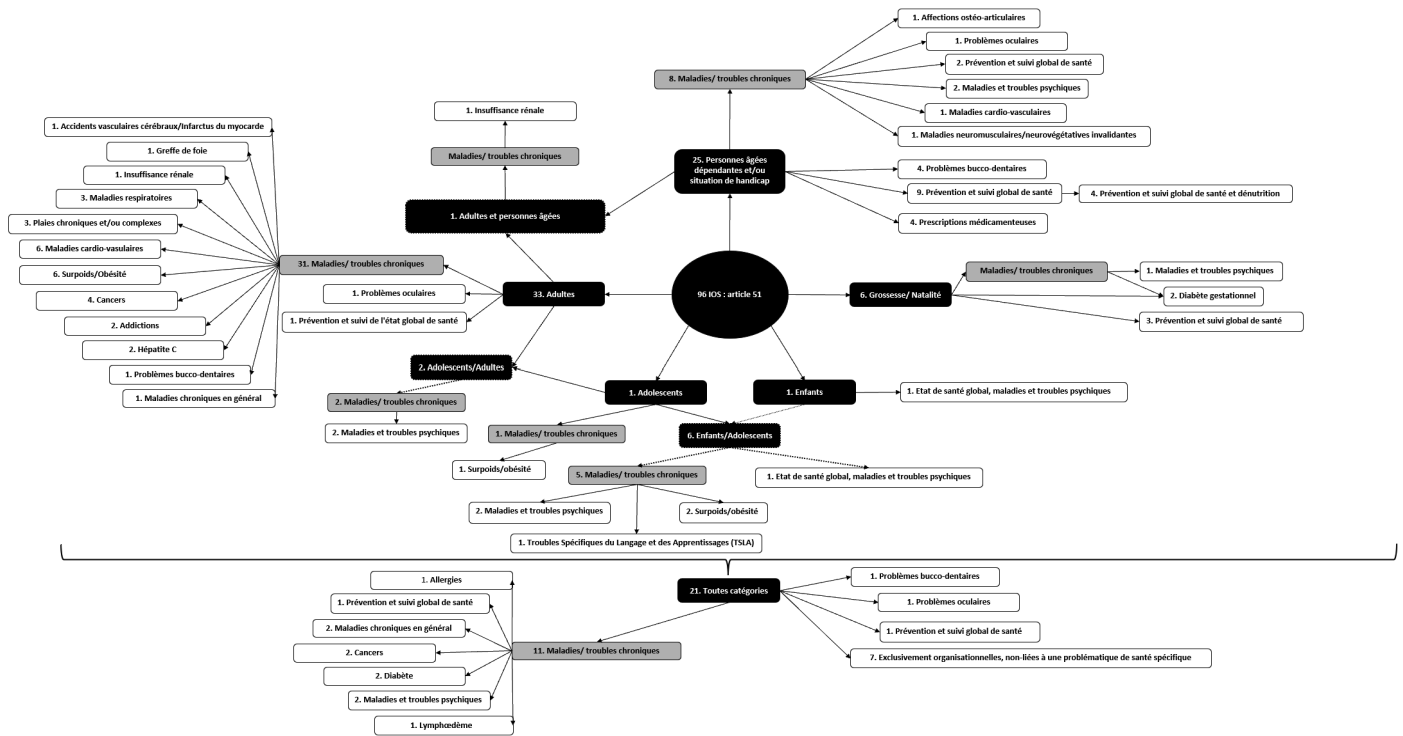 1. Affections ostéo-articulaires
1. Problèmes oculaires
2. Prévention et suivi global de santé
8. Maladies/ troubles chroniques
2. Maladies et troubles psychiques
1. Maladies cardio-vasculaires
1. Maladies neuromusculaires/neurovégétatives invalidantes
1. Insuffisance rénale
Maladies/ troubles chroniques
25. Personnes âgées
dépendantes et/ou
situation de handicap
4. Problèmes bucco-dentaires
9. Prévention et suivi global de santé
4. Prévention et suivi global de santé et dénutrition
4. Prescriptions médicamenteuses
1. Adultes et personnes âgées
1. Accidents vasculaires cérébraux/Infarctus du myocarde
1. Greffe de foie
1. Insuffisance rénale
3. Maladies respiratoires
3. Plaies chroniques et/ou complexes
6. Maladies cardio-vasulaires
6. Surpoids/Obésité
4. Cancers
2. Addictions
2. Hépatite C
1. Problèmes bucco-dentaires
1. Maladies chroniques en général
31. Maladies/ troubles chroniques
1. Problèmes oculaires
1. Prévention et suivi de l'état global de santé
33. Adultes
96 IOS : article 51
6. Grossesse/ Natalité
Maladies/ troubles chroniques
1. Maladies et troubles psychiques
2. Diabète gestationnel
3. Prévention et suivi global de santé
2. Adolescents/Adultes
2. Maladies/ troubles chroniques
2. Maladies et troubles psychiques
1. Adolescents
1. Enfants
1. Etat de santé global, maladies et troubles psychiques
1. Maladies/ troubles chroniques
1. Surpoids/obésité
6. Enfants/Adolescents
5. Maladies/ troubles chroniques
1. Etat de santé global, maladies et troubles psychiques
2. Maladies et troubles psychiques
2. Surpoids/obésité
1. Troubles Spécifiques du Langage et des Apprentissages (TSLA)
21. Toutes catégories
1. Allergies
1. Prévention et suivi global de santé
2. Maladies chroniques en général
2. Cancers
2. Diabète
2. Maladies et troubles psychiques
1. Lymphœdème
11. Maladies/ troubles chroniques
1. Problèmes bucco-dentaires
1. Problèmes oculaires
1. Prévention et suivi global de santé
7. Exclusivement organisationnelles, non-liées à une problématique de santé spécifique